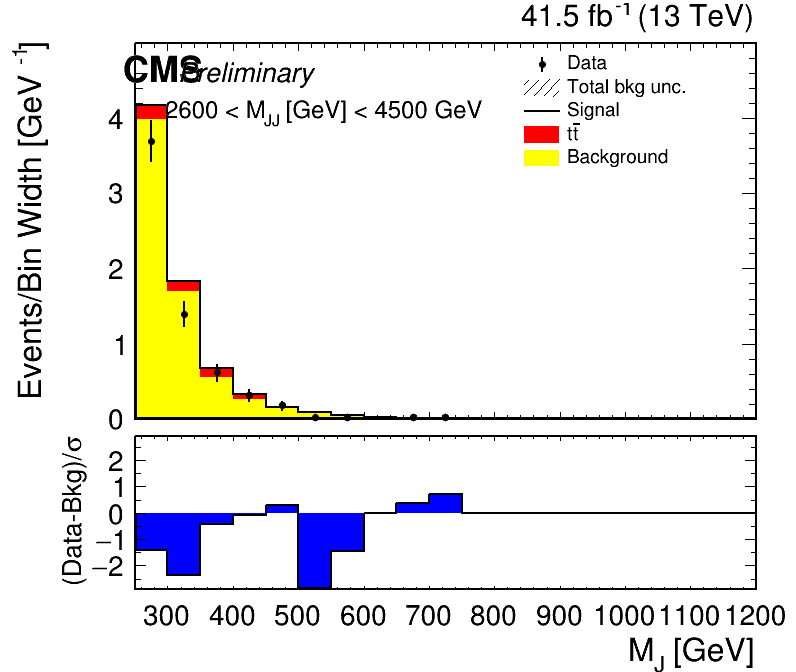 41.5 fb⁻¹ (13 TeV)
CMS Preliminary
2600 < M_JJ [GeV] < 4500 GeV
Data
Total bkg unc.
Signal
tt̄
Background
Events/Bin Width [GeV⁻¹]
4
3
2
1
0
(Data-Bkg)/σ
2
1
0
−1
−2
300 400 500 600 700 800 900 1000 1100 1200
M_J [GeV]